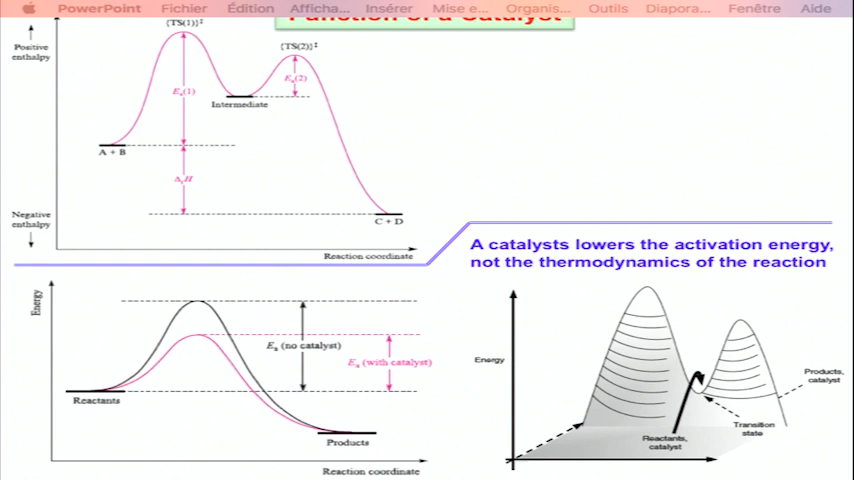 PowerPoint Fichier Édition Afficha... Insérer Mise e... Organis... Outils Diapora... Fenêtre Aide
Function of a Catalyst
{TS(1)}‡
{TS(2)}‡
Positive
enthalpy
Ea(1)
Ea(2)
Intermediate
A + B
ΔrH
Negative
enthalpy
C + D
Reaction coordinate
A catalysts lowers the activation energy,
not the thermodynamics of the reaction
Energy
Ea (no catalyst)
Ea (with catalyst)
Reactants
Products
Reaction coordinate
Energy
Products,
catalyst
Transition
state
Reactants,
catalyst